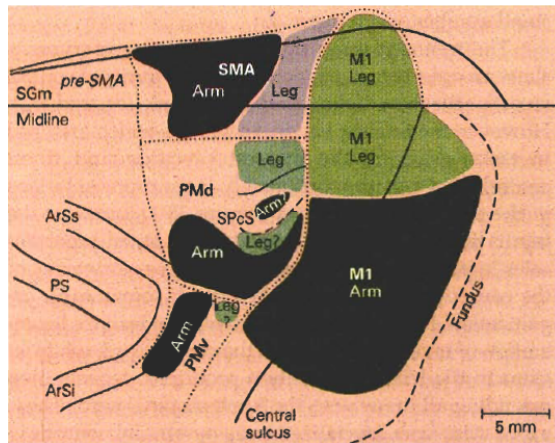 SMA
M1
Leg
pre-SMA
Arm
Leg
SGm
Midline
M1
Leg
Leg
PMd
SPcS
Arm?
ArSs
Leg?
Arm
M1
Arm
PS
Leg
?
Arm
PMv
Fundus
ArSi
Central
sulcus
5 mm